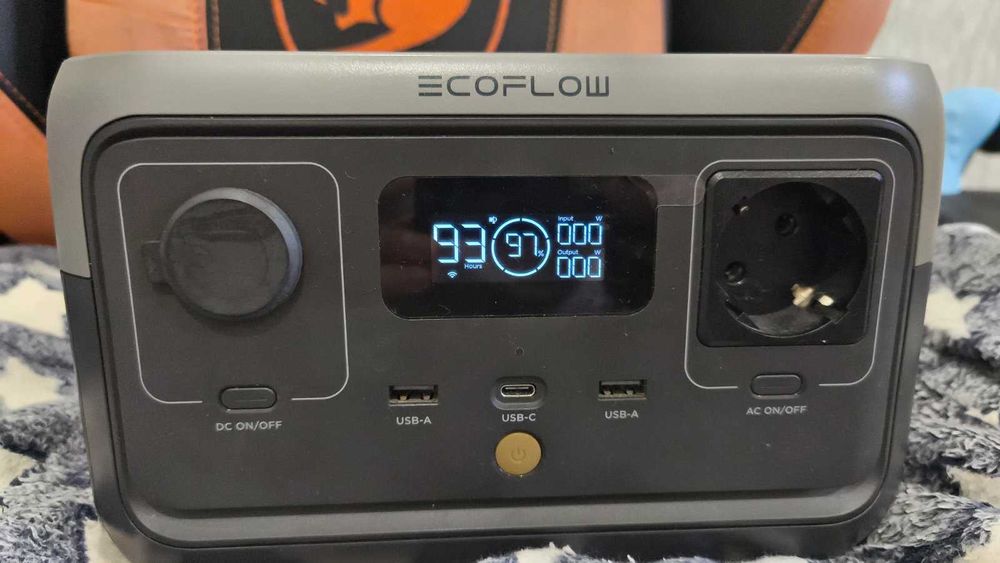 ECOFLOW
93 Hours
97%
Input W
000
Output W
000
USB-A
USB-C
USB-A
DC ON/OFF
AC ON/OFF